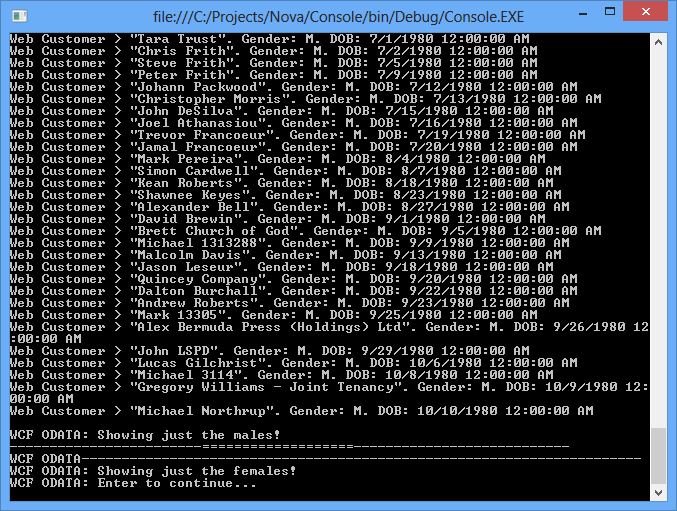 file:///C:/Projects/Nova/Console/bin/Debug/Console.EXE
Web Customer > "Tara Trust". Gender: M. DOB: 7/1/1980 12:00:00 AM
Web Customer > "Chris Frith". Gender: M. DOB: 7/2/1980 12:00:00 AM
Web Customer > "Steve Frith". Gender: M. DOB: 7/5/1980 12:00:00 AM
Web Customer > "Peter Frith". Gender: M. DOB: 7/9/1980 12:00:00 AM
Web Customer > "Johann Packwood". Gender: M. DOB: 7/12/1980 12:00:00 AM
Web Customer > "Christopher Morris". Gender: M. DOB: 7/13/1980 12:00:00 AM
Web Customer > "John DeSilva". Gender: M. DOB: 7/15/1980 12:00:00 AM
Web Customer > "Joel Athanasiou". Gender: M. DOB: 7/16/1980 12:00:00 AM
Web Customer > "Trevor Francoeur". Gender: M. DOB: 7/19/1980 12:00:00 AM
Web Customer > "Jamal Francoeur". Gender: M. DOB: 7/20/1980 12:00:00 AM
Web Customer > "Mark Pereira". Gender: M. DOB: 8/4/1980 12:00:00 AM
Web Customer > "Simon Cardwell". Gender: M. DOB: 8/7/1980 12:00:00 AM
Web Customer > "Kean Roberts". Gender: M. DOB: 8/18/1980 12:00:00 AM
Web Customer > "Shawnee Keyes". Gender: M. DOB: 8/23/1980 12:00:00 AM
Web Customer > "Alexander Bell". Gender: M. DOB: 8/27/1980 12:00:00 AM
Web Customer > "David Brewin". Gender: M. DOB: 9/1/1980 12:00:00 AM
Web Customer > "Brett Church of God". Gender: M. DOB: 9/5/1980 12:00:00 AM
Web Customer > "Michael 1313288". Gender: M. DOB: 9/9/1980 12:00:00 AM
Web Customer > "Malcolm Davis". Gender: M. DOB: 9/13/1980 12:00:00 AM
Web Customer > "Jason Leseur". Gender: M. DOB: 9/18/1980 12:00:00 AM
Web Customer > "Quincey Company". Gender: M. DOB: 9/20/1980 12:00:00 AM
Web Customer > "Dalton Burchall". Gender: M. DOB: 9/22/1980 12:00:00 AM
Web Customer > "Andrew Roberts". Gender: M. DOB: 9/23/1980 12:00:00 AM
Web Customer > "Mark 13305". Gender: M. DOB: 9/25/1980 12:00:00 AM
Web Customer > "Alex Bermuda Press (Holdings) Ltd". Gender: M. DOB: 9/26/1980 12
:00:00 AM
Web Customer > "John LSPD". Gender: M. DOB: 9/29/1980 12:00:00 AM
Web Customer > "Lucas Gilchrist". Gender: M. DOB: 10/6/1980 12:00:00 AM
Web Customer > "Michael 3114". Gender: M. DOB: 10/8/1980 12:00:00 AM
Web Customer > "Gregory Williams - Joint Tenancy". Gender: M. DOB: 10/9/1980 12:
00:00 AM
Web Customer > "Michael Northrup". Gender: M. DOB: 10/10/1980 12:00:00 AM
WCF ODATA: Showing just the males!
------------------------===================---------------------------
WCF ODATA----------------------------------------------------------------------
WCF ODATA: Showing just the females!
WCF ODATA: Enter to continue...